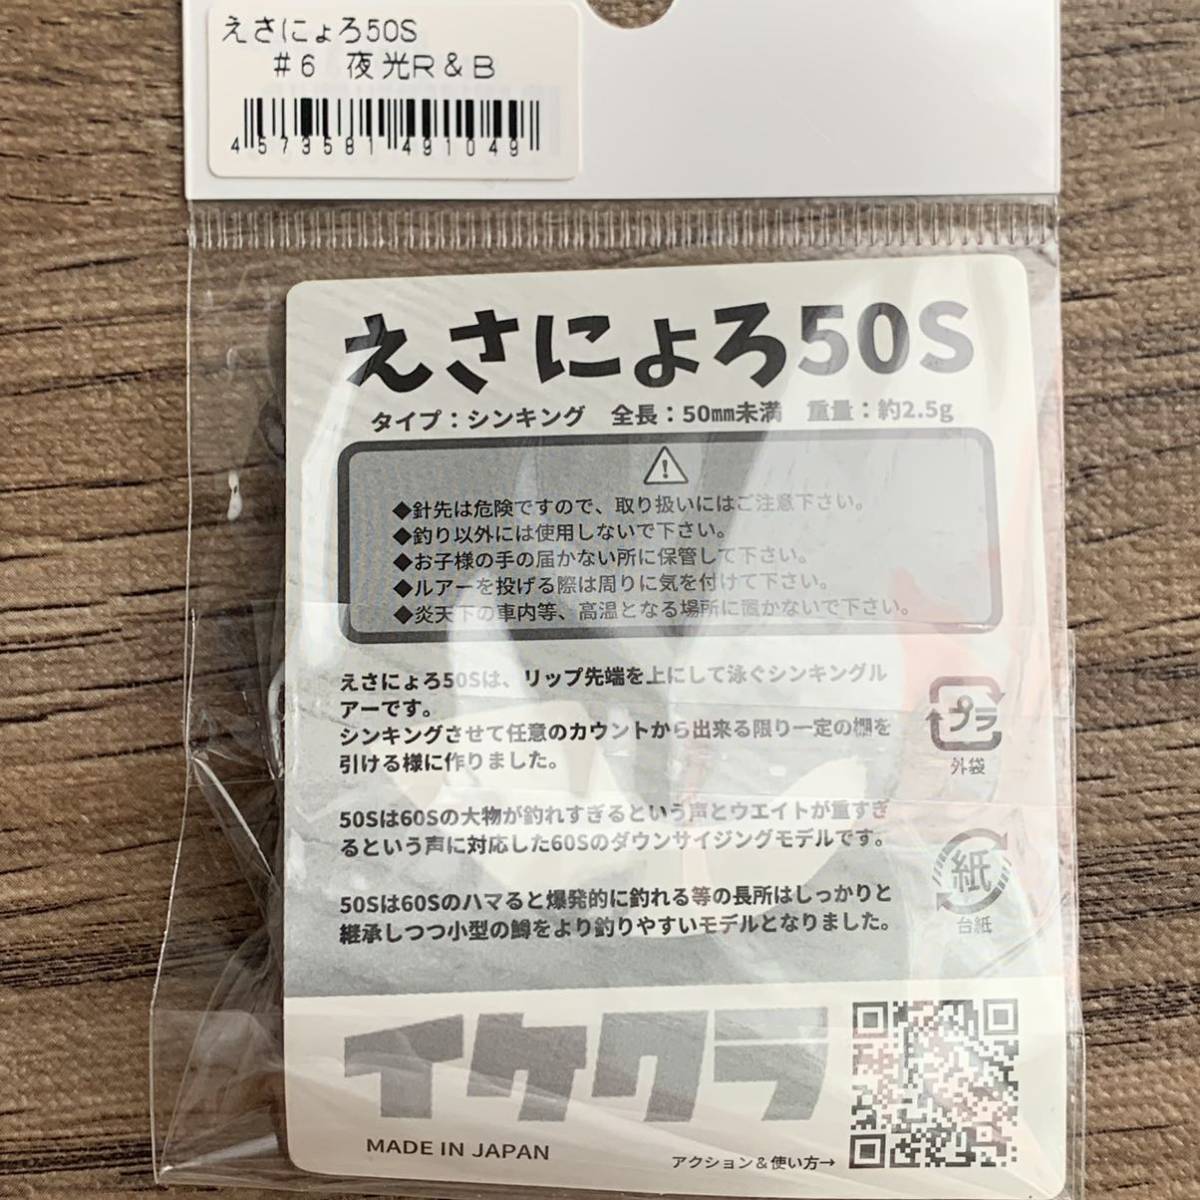 えさにょろ50S
#6 夜光R&B
4573581 491049
えさにょろ50S
タイプ：シンキング 全長：50㎜未満 重量：約2.5g
◆針先は危険ですので、取り扱いにはご注意下さい。
◆釣り以外には使用しないで下さい。
◆お子様の手の届かない所に保管して下さい。
◆ルアーを投げる際は周りに気を付けて下さい。
◆炎天下の車内等、高温となる場所に置かないで下さい。
えさにょろ50Sは、リップ先端を上にして泳ぐシンキングル
アーです。
シンキングさせて任意のカウントから出来る限り一定の棚を
引ける様に作りました。
プラ
外袋
50Sは60Sの大物が釣れすぎるという声とウエイトが重すぎ
るという声に対応した60Sのダウンサイジングモデルです。
紙
台紙
50Sは60Sのハマると爆発的に釣れる等の長所はしっかりと
継承しつつ小型の鱒をより釣りやすいモデルとなりました。
イケクラ
MADE IN JAPAN
アクション＆使い方→